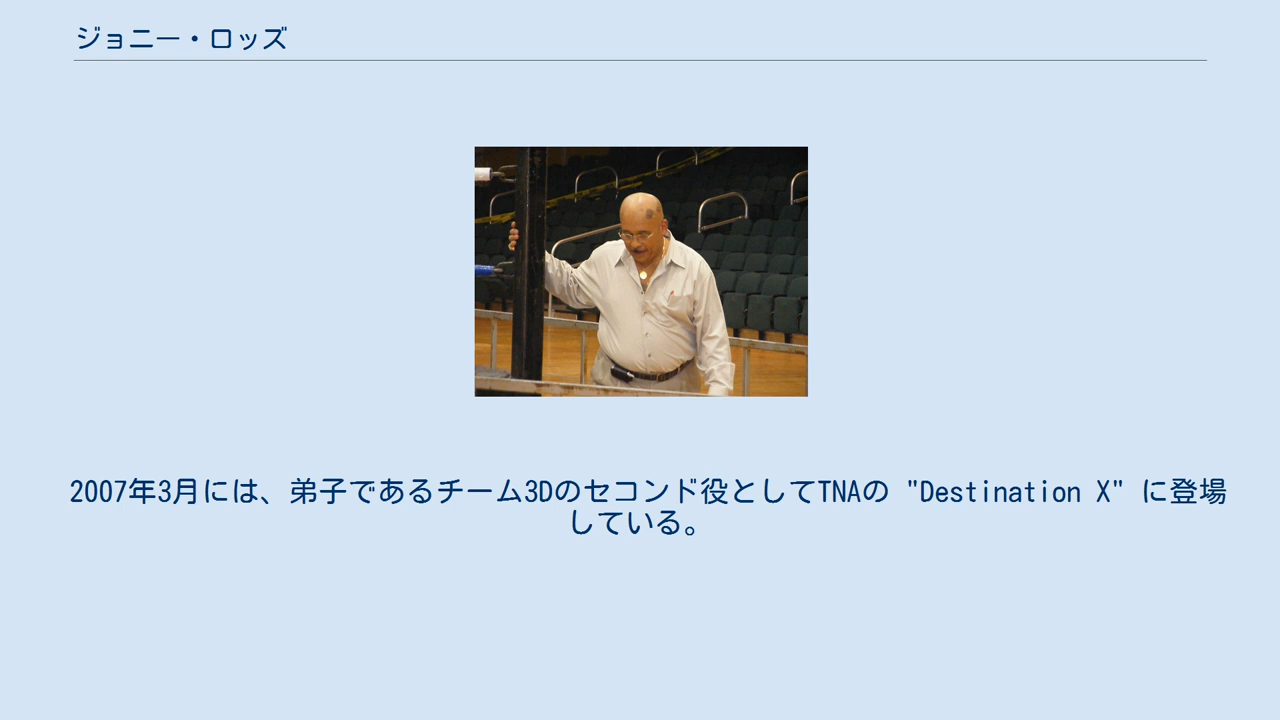 ジョニー・ロッズ
2007年3月には、弟子であるチーム3Dのセコンド役としてTNAの "Destination X" に登場
している。